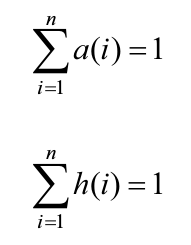 n
∑ a(i) = 1
i=1
n
∑ h(i) = 1
i=1